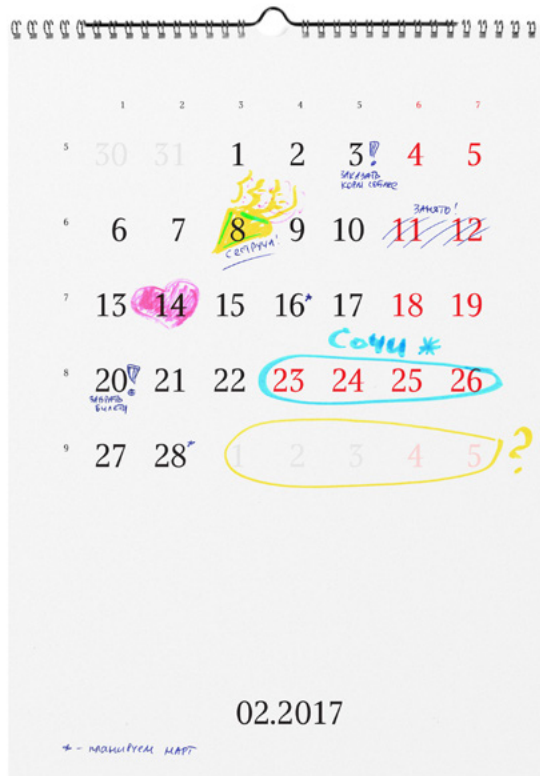 1 2 3 4 5 6 7
5 30 31 1 2 3! 4 5
заказать
корм собаке
6 6 7 8 9 10 11 12
занято!
сеструча!
7 13 14 15 16* 17 18 19
Сочи *
8 20! 21 22 23 24 25 26
забрать
билеты
9 27 28* 1 2 3 4 5 ?
02.2017
* - планируем март